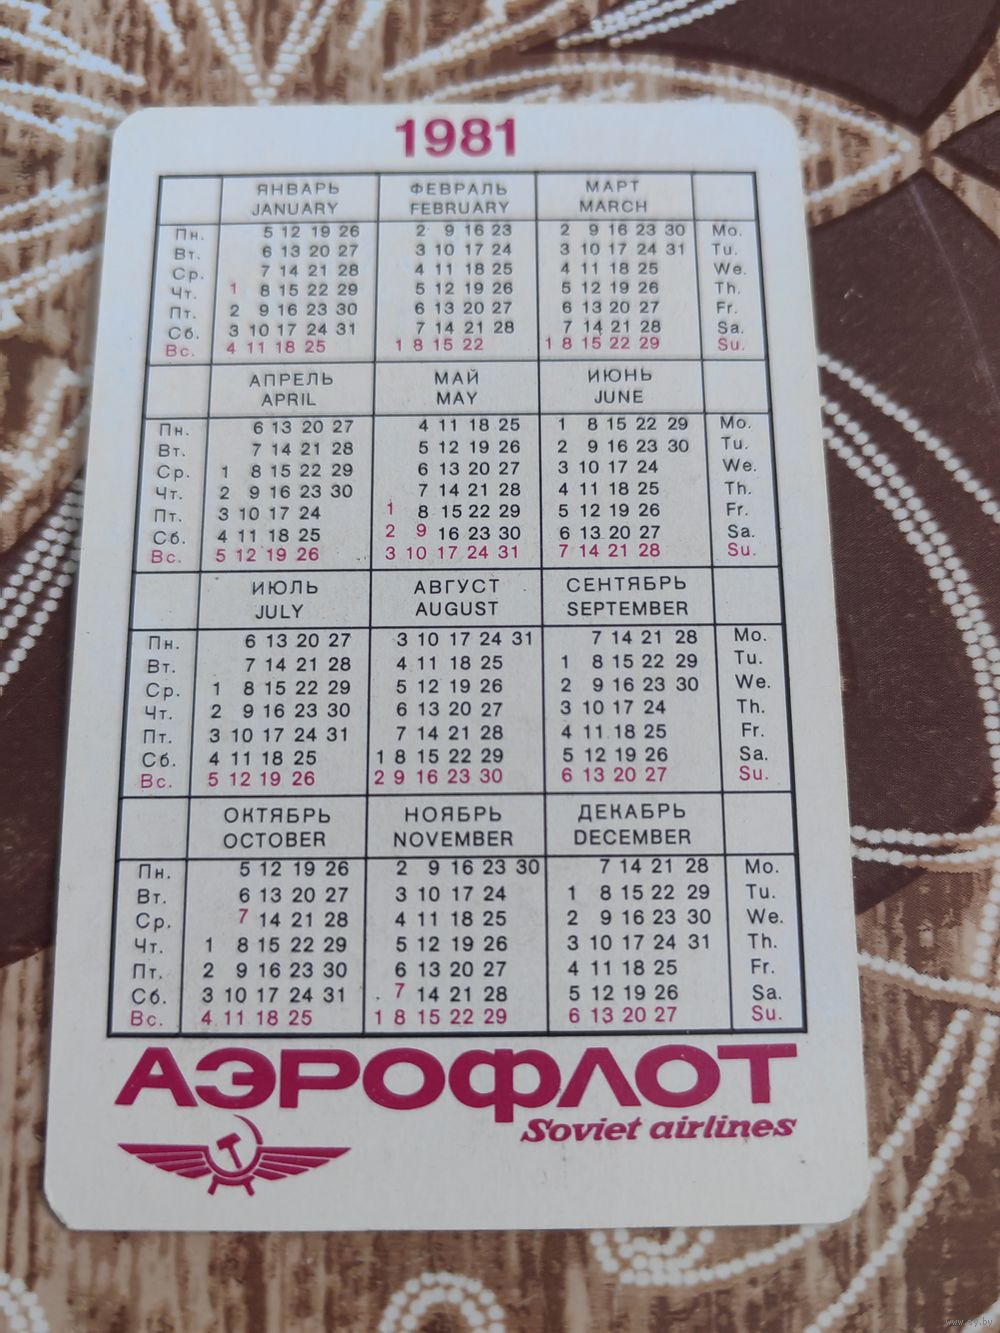 1981
ЯНВАРЬ ФЕВРАЛЬ МАРТ
JANUARY FEBRUARY MARCH
Пн. 5 12 19 26 2 9 16 23 2 9 16 23 30 Mo.
Вт. 6 13 20 27 3 10 17 24 3 10 17 24 31 Tu.
Ср. 7 14 21 28 4 11 18 25 4 11 18 25 We.
Чт. 1 8 15 22 29 5 12 19 26 5 12 19 26 Th.
Пт. 2 9 16 23 30 6 13 20 27 6 13 20 27 Fr.
Сб. 3 10 17 24 31 7 14 21 28 7 14 21 28 Sa.
Вс. 4 11 18 25 1 8 15 22 1 8 15 22 29 Su.
АПРЕЛЬ МАЙ ИЮНЬ
APRIL MAY JUNE
Пн. 6 13 20 27 4 11 18 25 1 8 15 22 29 Mo.
Вт. 7 14 21 28 5 12 19 26 2 9 16 23 30 Tu.
Ср. 1 8 15 22 29 6 13 20 27 3 10 17 24 We.
Чт. 2 9 16 23 30 7 14 21 28 4 11 18 25 Th.
Пт. 3 10 17 24 1 8 15 22 29 5 12 19 26 Fr.
Сб. 4 11 18 25 2 9 16 23 30 6 13 20 27 Sa.
Вс. 5 12 19 26 3 10 17 24 31 7 14 21 28 Su.
ИЮЛЬ АВГУСТ СЕНТЯБРЬ
JULY AUGUST SEPTEMBER
Пн. 6 13 20 27 3 10 17 24 31 7 14 21 28 Mo.
Вт. 7 14 21 28 4 11 18 25 1 8 15 22 29 Tu.
Ср. 1 8 15 22 29 5 12 19 26 2 9 16 23 30 We.
Чт. 2 9 16 23 30 6 13 20 27 3 10 17 24 Th.
Пт. 3 10 17 24 31 7 14 21 28 4 11 18 25 Fr.
Сб. 4 11 18 25 1 8 15 22 29 5 12 19 26 Sa.
Вс. 5 12 19 26 2 9 16 23 30 6 13 20 27 Su.
ОКТЯБРЬ НОЯБРЬ ДЕКАБРЬ
OCTOBER NOVEMBER DECEMBER
Пн. 5 12 19 26 2 9 16 23 30 7 14 21 28 Mo.
Вт. 6 13 20 27 3 10 17 24 1 8 15 22 29 Tu.
Ср. 7 14 21 28 4 11 18 25 2 9 16 23 30 We.
Чт. 1 8 15 22 29 5 12 19 26 3 10 17 24 31 Th.
Пт. 2 9 16 23 30 6 13 20 27 4 11 18 25 Fr.
Сб. 3 10 17 24 31 7 14 21 28 5 12 19 26 Sa.
Вс. 4 11 18 25 1 8 15 22 29 6 13 20 27 Su.
АЭРОФЛОТ
Soviet airlines